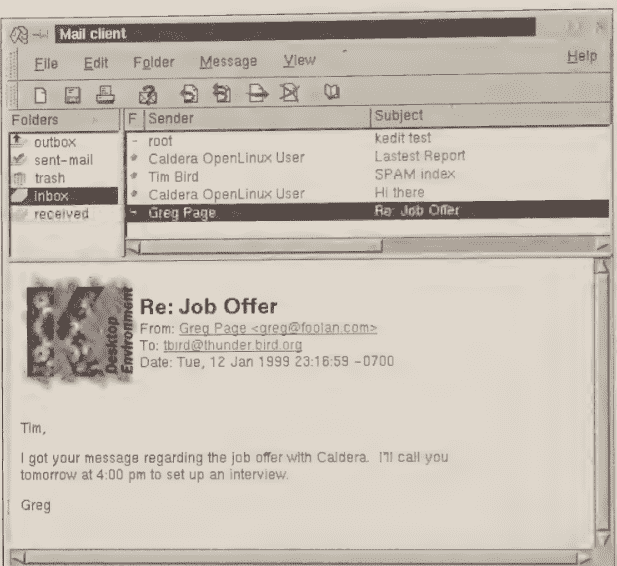 Mail client
File Edit Folder Message View Help
Folders
F Sender Subject
outbox
sent-mail
trash
inbox
received
- root kedit test
Caldera OpenLinux User Lastest Report
Tim Bird SPAM index
Caldera OpenLinux User Hi there
Greg Page Re: Job Offer
K Desktop Environment
Re: Job Offer
From: Greg Page <greg@foolan.com>
To: tbird@thunder.bird.org
Date: Tue, 12 Jan 1999 23:16:59 -0700
Tim,
I got your message regarding the job offer with Caldera. I'll call you
tomorrow at 4:00 pm to set up an interview.
Greg